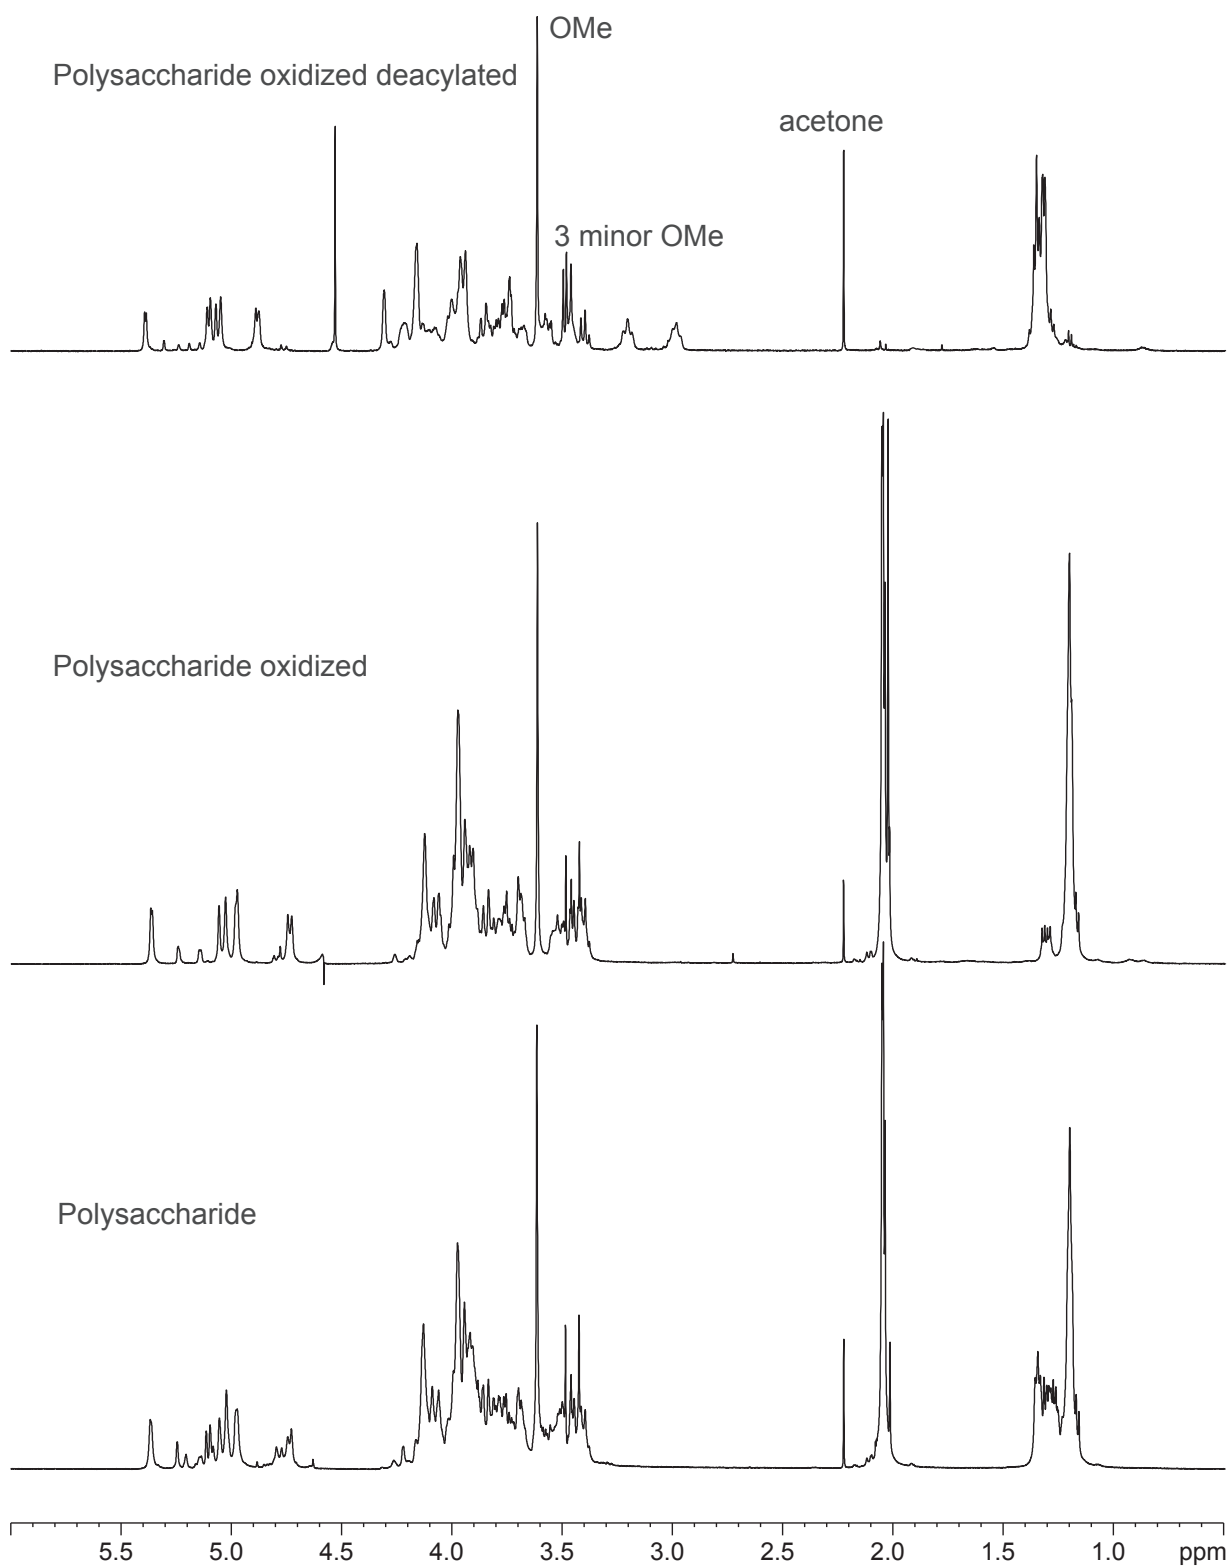 OMe
Polysaccharide oxidized deacylated
acetone
3 minor OMe
Polysaccharide oxidized
Polysaccharide
5.5 5.0 4.5 4.0 3.5 3.0 2.5 2.0 1.5 1.0 ppm